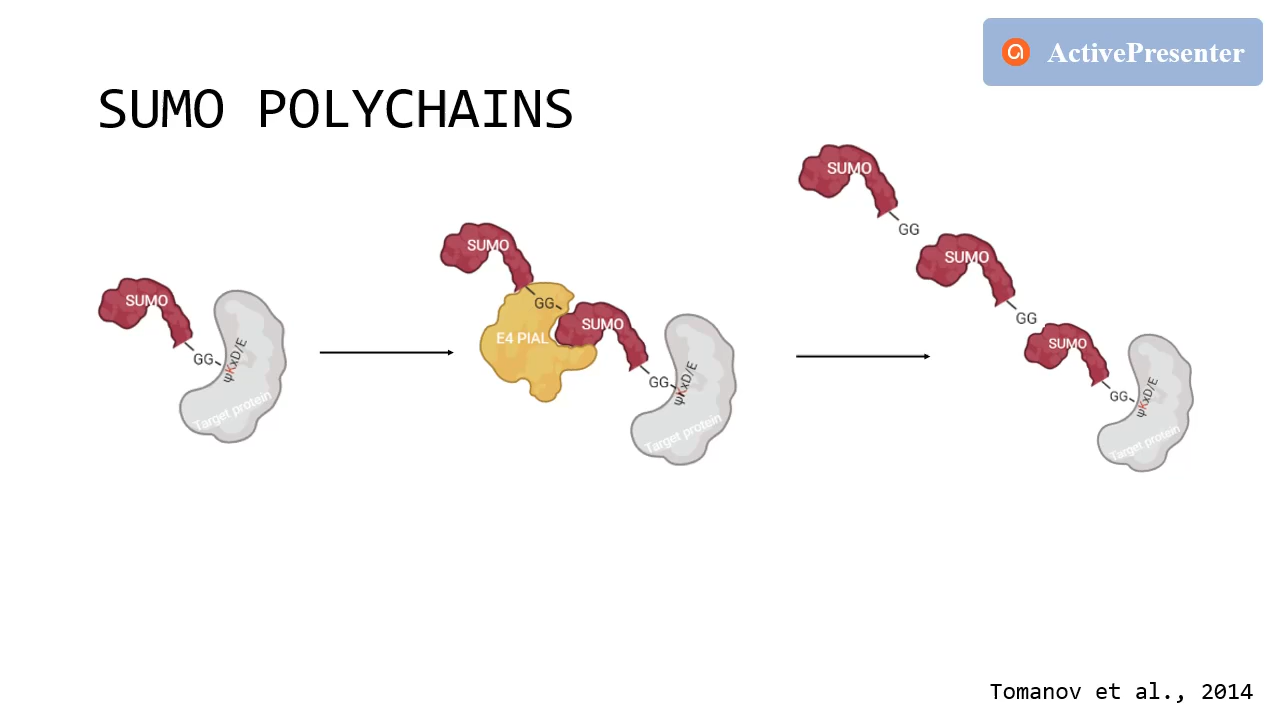 ActivePresenter
SUMO POLYCHAINS
SUMO
GG
ψKxD/E
Target protein
SUMO
GG
E4 PIAL
SUMO
GG
ψKxD/E
Target protein
SUMO
GG
SUMO
GG
SUMO
GG
ψKxD/E
Target protein
Tomanov et al., 2014